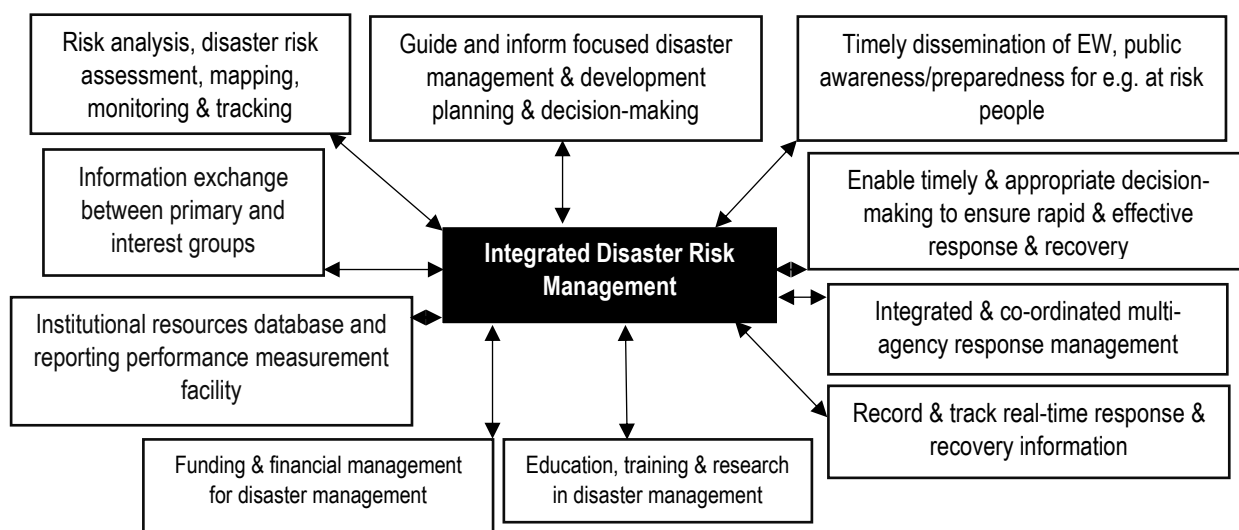 Risk analysis, disaster risk
assessment, mapping,
monitoring & tracking
Guide and inform focused disaster
management & development
planning & decision-making
Timely dissemination of EW, public
awareness/preparedness for e.g. at risk
people
Information exchange
between primary and
interest groups
Enable timely & appropriate decision-
making to ensure rapid & effective
response & recovery
Integrated Disaster Risk
Management
Institutional resources database and
reporting performance measurement
facility
Integrated & co-ordinated multi-
agency response management
Record & track real-time response &
recovery information
Funding & financial management
for disaster management
Education, training & research
in disaster management